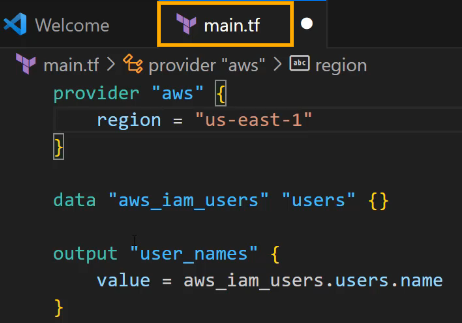 Welcome
main.tf
main.tf > provider "aws" > abc region
provider "aws" {
    region = "us-east-1"
}
data "aws_iam_users" "users" {}
output "user_names" {
    value = aws_iam_users.users.name
}